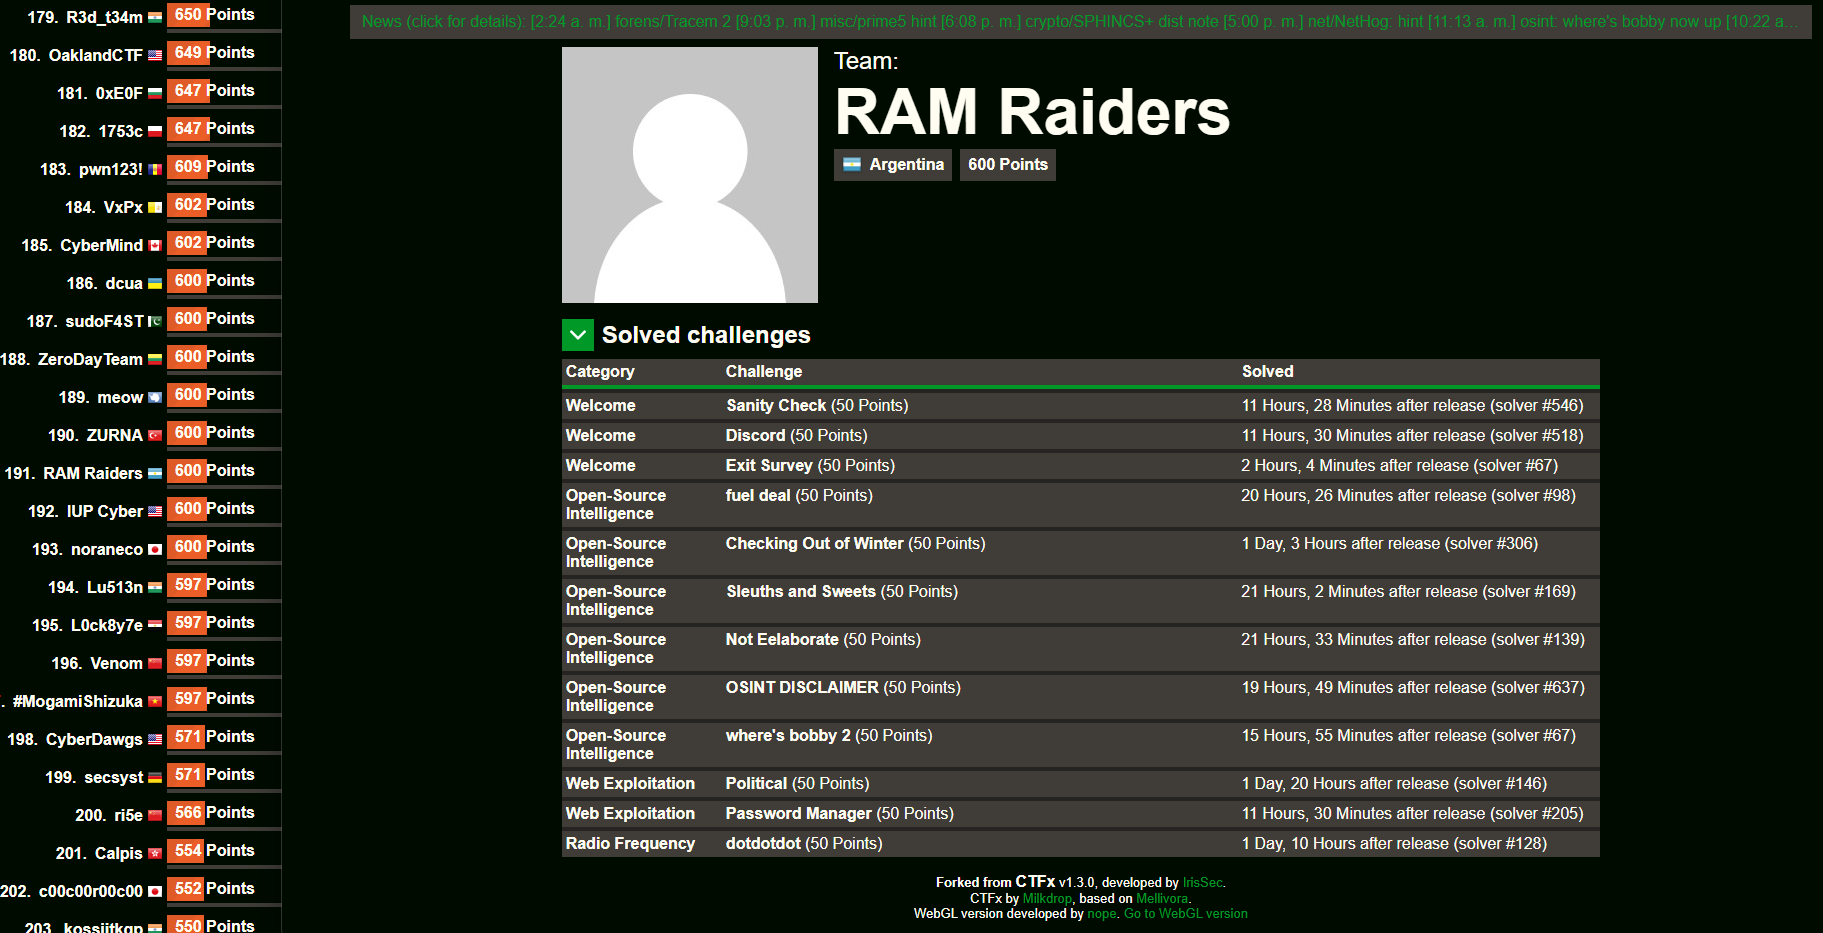 179. R3d_t34m 650 Points
180. OaklandCTF 649 Points
181. 0xE0F 647 Points
182. 1753c 647 Points
183. pwn123! 609 Points
184. VxPx 602 Points
185. CyberMind 602 Points
186. dcua 600 Points
187. sudoF4ST 600 Points
188. ZeroDayTeam 600 Points
189. meow 600 Points
190. ZURNA 600 Points
191. RAM Raiders 600 Points
192. IUP Cyber 600 Points
193. noraneco 600 Points
194. Lu513n 597 Points
195. L0ck8y7e 597 Points
196. Venom 597 Points
. #MogamiShizuka 597 Points
198. CyberDawgs 571 Points
199. secsyst 571 Points
200. ri5e 566 Points
201. Calpis 554 Points
202. c00c00r00c00 552 Points
203. kossiitkgp 550 Points
News (click for details): [2:24 a. m.] forens/Tracem 2 [9:03 p. m.] misc/prime5 hint [6:08 p. m.] crypto/SPHINCS+ dist note [5:00 p. m.] net/NetHog: hint [11:13 a. m.] osint: where's bobby now up [10:22 a...
Team:
RAM Raiders
Argentina 600 Points
Solved challenges
Category Challenge Solved
Welcome Sanity Check (50 Points) 11 Hours, 28 Minutes after release (solver #546)
Welcome Discord (50 Points) 11 Hours, 30 Minutes after release (solver #518)
Welcome Exit Survey (50 Points) 2 Hours, 4 Minutes after release (solver #67)
Open-Source Intelligence fuel deal (50 Points) 20 Hours, 26 Minutes after release (solver #98)
Open-Source Intelligence Checking Out of Winter (50 Points) 1 Day, 3 Hours after release (solver #306)
Open-Source Intelligence Sleuths and Sweets (50 Points) 21 Hours, 2 Minutes after release (solver #169)
Open-Source Intelligence Not Eelaborate (50 Points) 21 Hours, 33 Minutes after release (solver #139)
Open-Source Intelligence OSINT DISCLAIMER (50 Points) 19 Hours, 49 Minutes after release (solver #637)
Open-Source Intelligence where's bobby 2 (50 Points) 15 Hours, 55 Minutes after release (solver #67)
Web Exploitation Political (50 Points) 1 Day, 20 Hours after release (solver #146)
Web Exploitation Password Manager (50 Points) 11 Hours, 30 Minutes after release (solver #205)
Radio Frequency dotdotdot (50 Points) 1 Day, 10 Hours after release (solver #128)
Forked from CTFx v1.3.0, developed by IrisSec.
CTFx by Milkdrop, based on Mellivora.
WebGL version developed by nope. Go to WebGL version